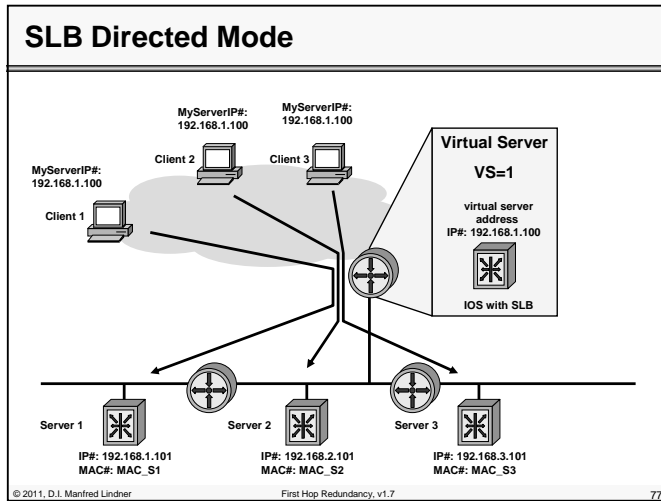 SLB Directed Mode
MyServerIP#:
192.168.1.100
MyServerIP#:
192.168.1.100
Client 2
Client 3
MyServerIP#:
192.168.1.100
Client 1
Virtual Server
VS=1
virtual server
address
IP#: 192.168.1.100
IOS with SLB
Server 1
IP#: 192.168.1.101
MAC#: MAC_S1
Server 2
IP#: 192.168.2.101
MAC#: MAC_S2
Server 3
IP#: 192.168.3.101
MAC#: MAC_S3
© 2011, D.I. Manfred Lindner
First Hop Redundancy, v1.7
77